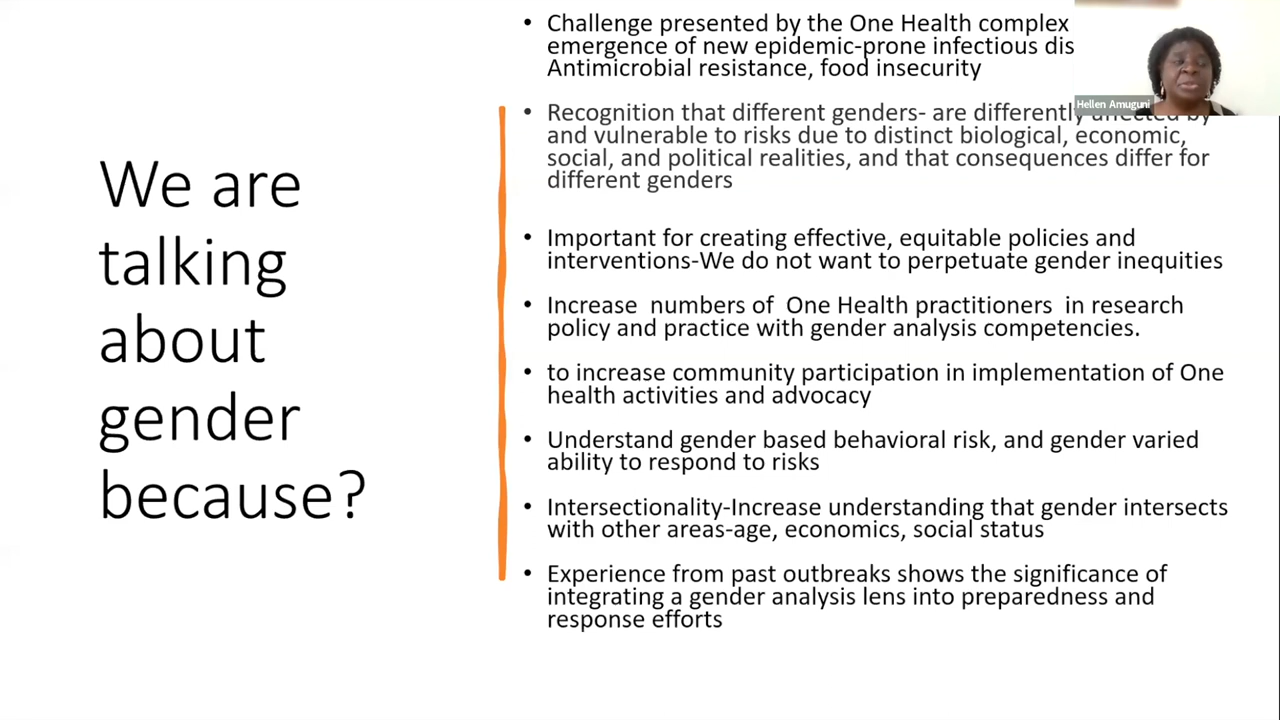 We are
talking
about
gender
because?
• Challenge presented by the One Health complex
emergence of new epidemic-prone infectious dis
Antimicrobial resistance, food insecurity
• Recognition that different genders- are differently affected by
and vulnerable to risks due to distinct biological, economic,
social, and political realities, and that consequences differ for
different genders
• Important for creating effective, equitable policies and
interventions-We do not want to perpetuate gender inequities
• Increase numbers of One Health practitioners in research
policy and practice with gender analysis competencies.
• to increase community participation in implementation of One
health activities and advocacy
• Understand gender based behavioral risk, and gender varied
ability to respond to risks
• Intersectionality-Increase understanding that gender intersects
with other areas-age, economics, social status
• Experience from past outbreaks shows the significance of
integrating a gender analysis lens into preparedness and
response efforts
Hellen Amuguni